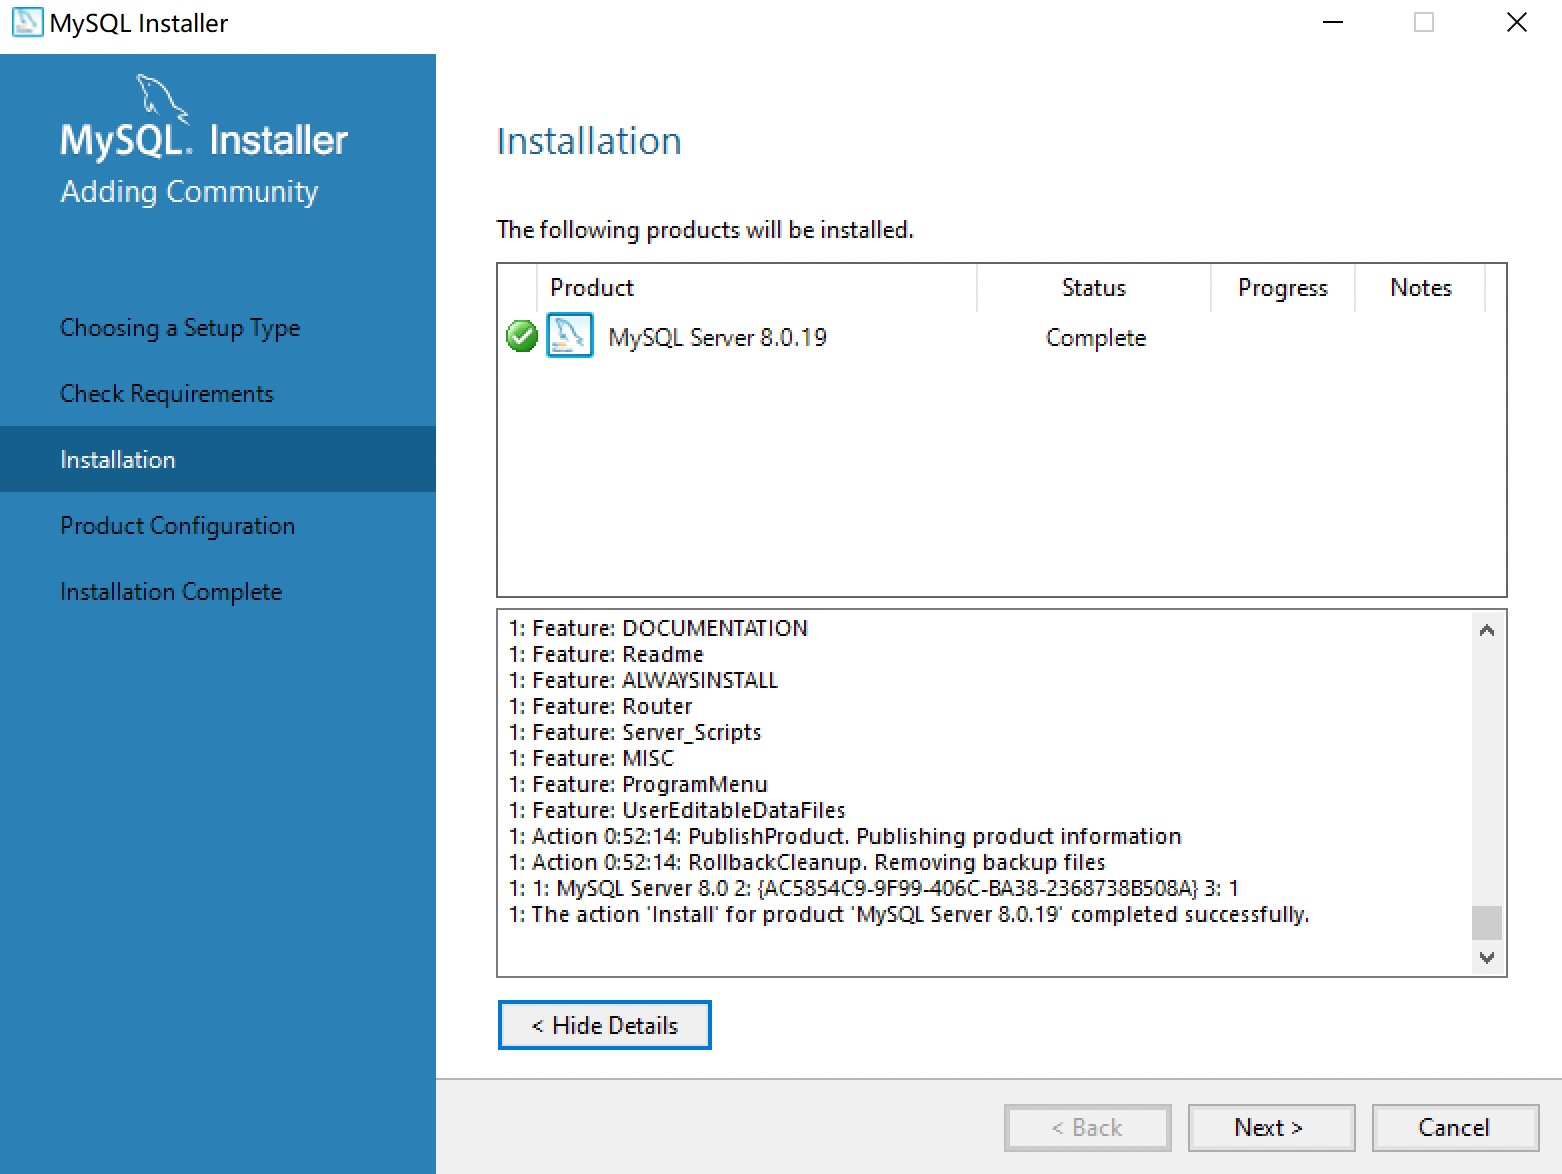 MySQL Installer
MySQL. Installer
Adding Community
Choosing a Setup Type
Check Requirements
Installation
Product Configuration
Installation Complete
Installation
The following products will be installed.
Product Status Progress Notes
MySQL Server 8.0.19 Complete
1: Feature: DOCUMENTATION
1: Feature: Readme
1: Feature: ALWAYSINSTALL
1: Feature: Router
1: Feature: Server_Scripts
1: Feature: MISC
1: Feature: ProgramMenu
1: Feature: UserEditableDataFiles
1: Action 0:52:14: PublishProduct. Publishing product information
1: Action 0:52:14: RollbackCleanup. Removing backup files
1: 1: MySQL Server 8.0 2: {AC5854C9-9F99-406C-BA38-2368738B508A} 3: 1
1: The action 'Install' for product 'MySQL Server 8.0.19' completed successfully.
< Hide Details
< Back Next > Cancel